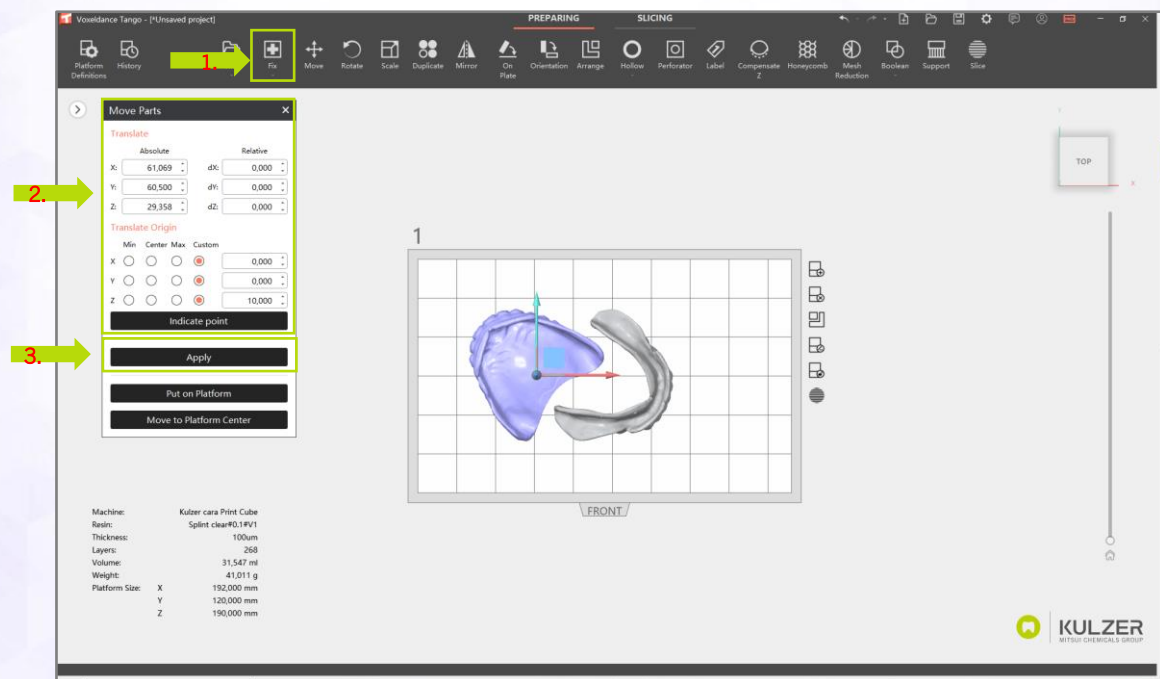 Voxeldance Tango - [*Unsaved project]
PREPARING SLICING
1.
Platform Definitions
History
Fix
Move
Rotate
Scale
Duplicate
Mirror
On Plate
Orientation
Arrange
Hollow
Perforator
Label
Compensate Z
Honeycomb
Mesh Reduction
Boolean
Support
Slice
Move Parts
Translate
Absolute Relative
X: 61,069 dX: 0,000
2.
Y: 60,500 dY: 0,000
Z: 29,358 dZ: 0,000
Translate Origin
Min Center Max Custom
X 0,000
Y 0,000
Z 10,000
Indicate point
3.
Apply
Put on Platform
Move to Platform Center
1
FRONT
TOP
X
Machine: Kulzer cara Print Cube
Resin: Splint clear#0.1#V1
Thickness: 100um
Layers: 268
Volume: 31,547 ml
Weight: 41,011 g
Platform Size: X 192,000 mm
Y 120,000 mm
Z 190,000 mm
KULZER
MITSUI CHEMICALS GROUP